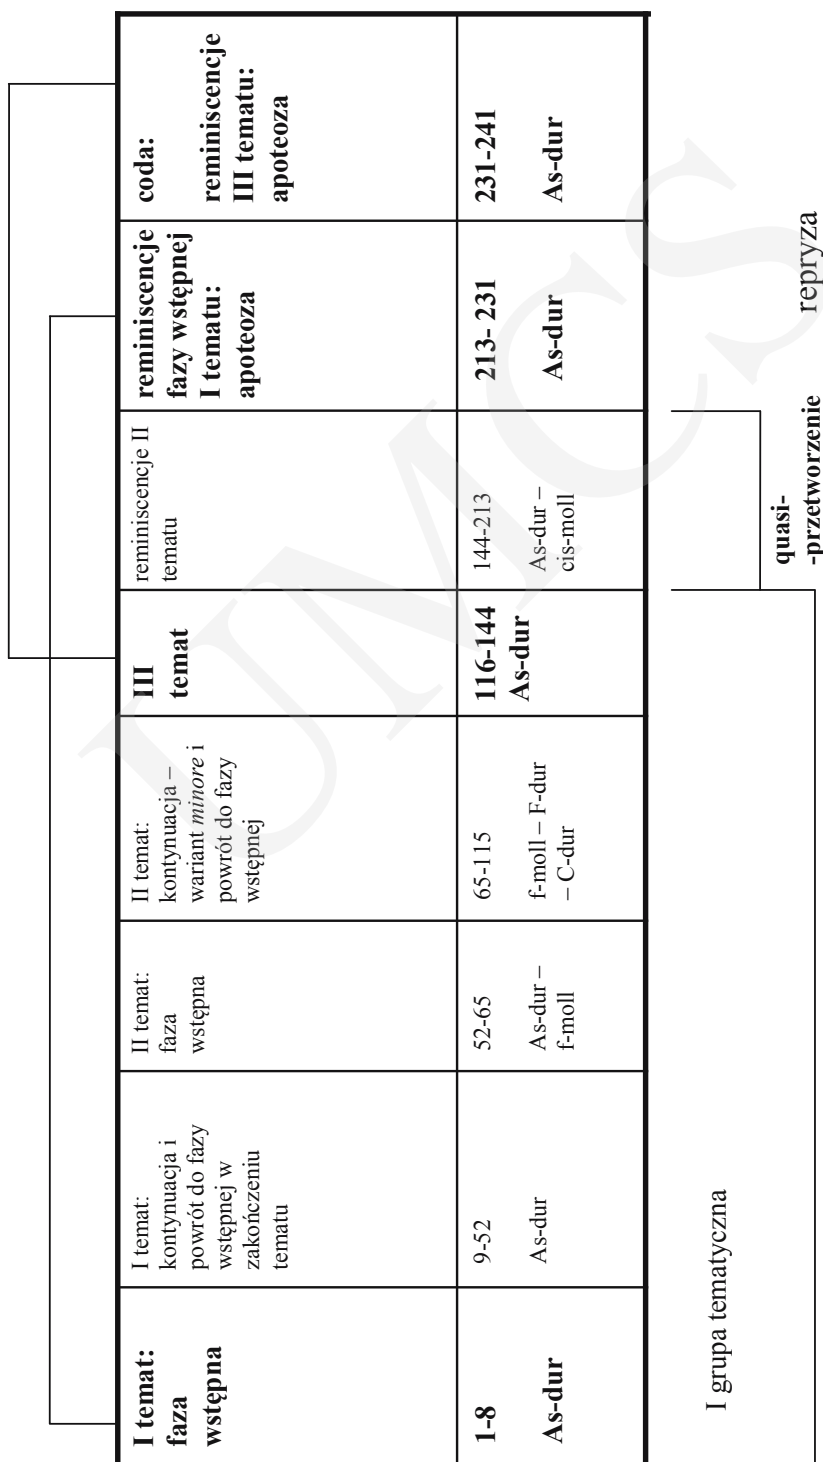 I temat:
faza
wstępna
1-8
As-dur
I temat:
kontynuacja i
powrót do fazy
wstępnej w
zakończeniu
tematu
9-52
As-dur
II temat:
faza
wstępna
52-65
As-dur –
f-moll
II temat:
kontynuacja –
wariant minore i
powrót do fazy
wstępnej
65-115
f-moll – F-dur
– C-dur
III
temat
116-144
As-dur
reminiscencje II
tematu
144-213
As-dur –
cis-moll
reminiscencje
fazy wstępnej
I tematu:
apoteoza
213- 231
As-dur
coda:
reminiscencje
III tematu:
apoteoza
231-241
As-dur
I grupa tematyczna
quasi-
-przetworzenie
repryza
UMCS